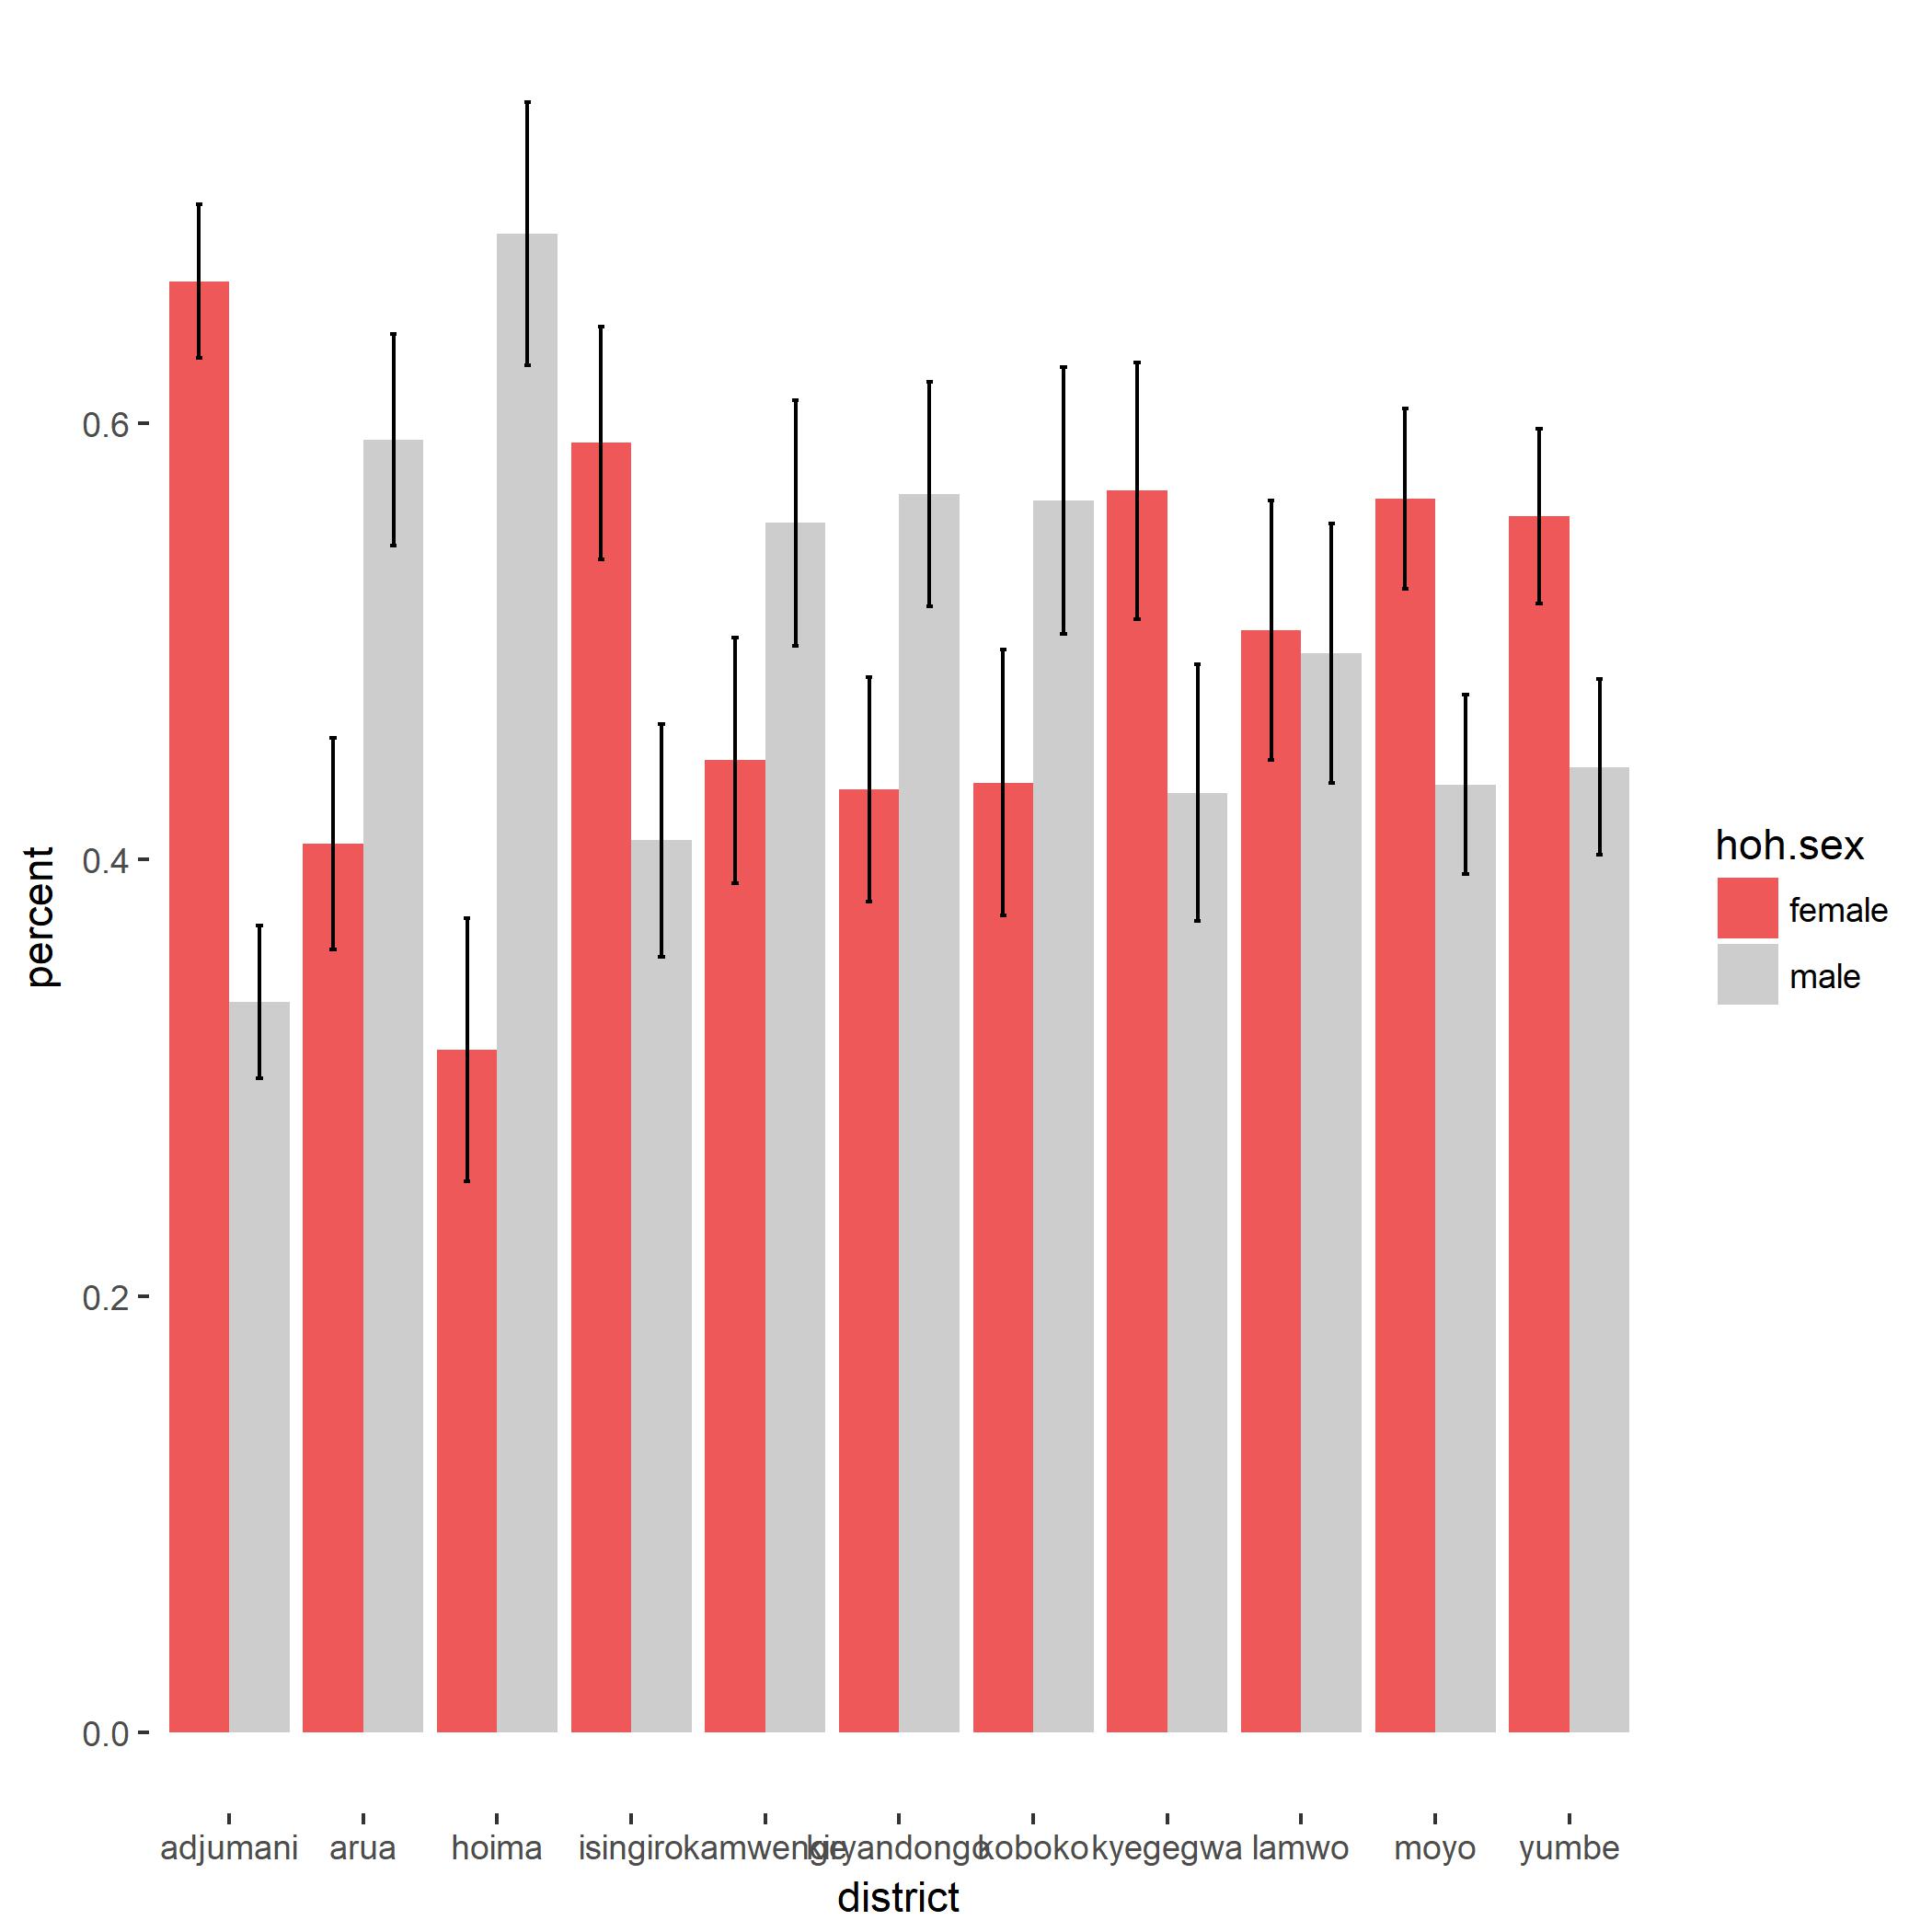 percent
0.6
0.4
0.2
0.0
adjumani arua hoima isingiro kamwenge kiryandongo koboko kyegegwa lamwo moyo yumbe
district
hoh.sex
female
male